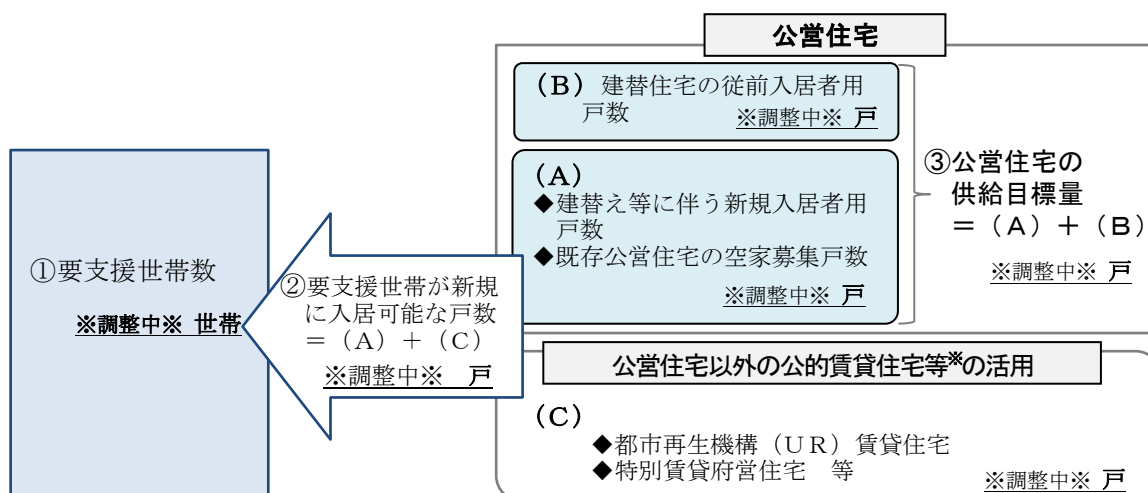 公営住宅
（B）建替住宅の従前入居者用
戸数
※調整中※ 戸
（A）
◆建替え等に伴う新規入居者用
戸数
◆既存公営住宅の空家募集戸数
※調整中※ 戸
③公営住宅の
供給目標量
＝（A）＋（B）
※調整中※ 戸
①要支援世帯数
※調整中※ 世帯
②要支援世帯が新規
に入居可能な戸数
＝（A）＋（C）
※調整中※　戸
公営住宅以外の公的賃貸住宅等※の活用
（C）
◆都市再生機構（ＵＲ）賃貸住宅
◆特別賃貸府営住宅　等
※調整中※ 戸